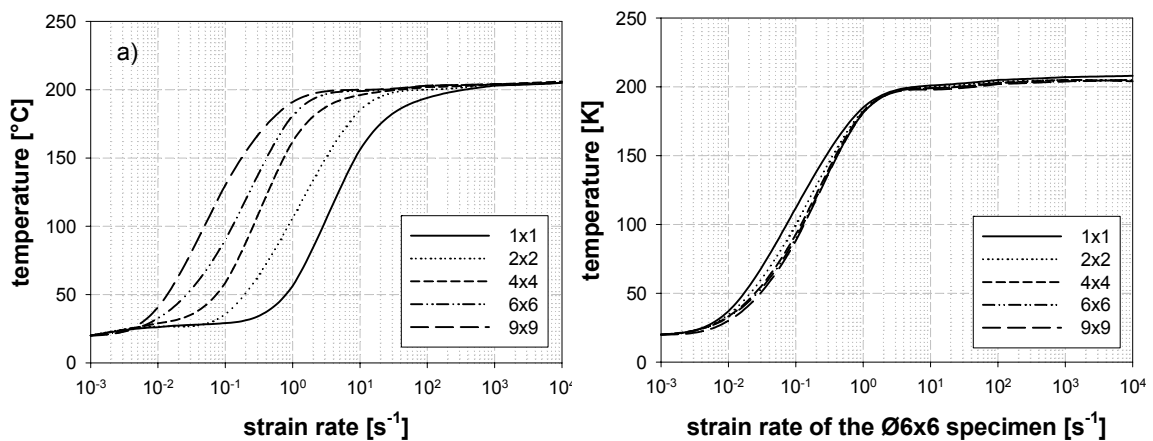 a)
temperature [°C]
250
200
150
100
50
0
1x1
2x2
4x4
6x6
9x9
10⁻³ 10⁻² 10⁻¹ 10⁰ 10¹ 10² 10³ 10⁴
strain rate [s⁻¹]
temperature [K]
250
200
150
100
50
0
1x1
2x2
4x4
6x6
9x9
10⁻³ 10⁻² 10⁻¹ 10⁰ 10¹ 10² 10³ 10⁴
strain rate of the Ø6x6 specimen [s⁻¹]